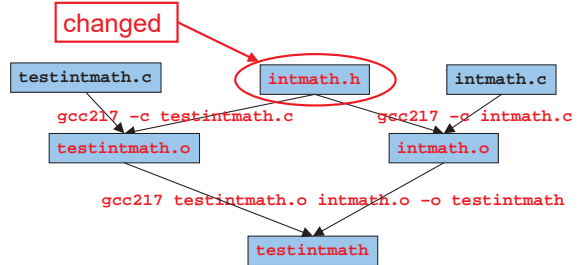 changed
testintmath.c
intmath.h
intmath.c
gcc217 -c testintmath.c
gcc217 -c intmath.c
testintmath.o
intmath.o
gcc217 testintmath.o intmath.o -o testintmath
testintmath